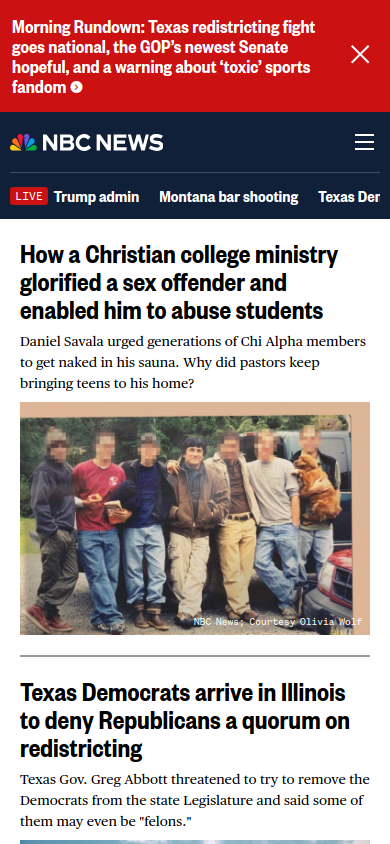 Morning Rundown: Texas redistricting fight
goes national, the GOP's newest Senate
hopeful, and a warning about ‘toxic’ sports
fandom
NBC NEWS
LIVE Trump admin Montana bar shooting Texas Der
How a Christian college ministry
glorified a sex offender and
enabled him to abuse students
Daniel Savala urged generations of Chi Alpha members
to get naked in his sauna. Why did pastors keep
bringing teens to his home?
NBC News; Courtesy Olivia Wolf
Texas Democrats arrive in Illinois
to deny Republicans a quorum on
redistricting
Texas Gov. Greg Abbott threatened to try to remove the
Democrats from the state Legislature and said some of
them may even be "felons."